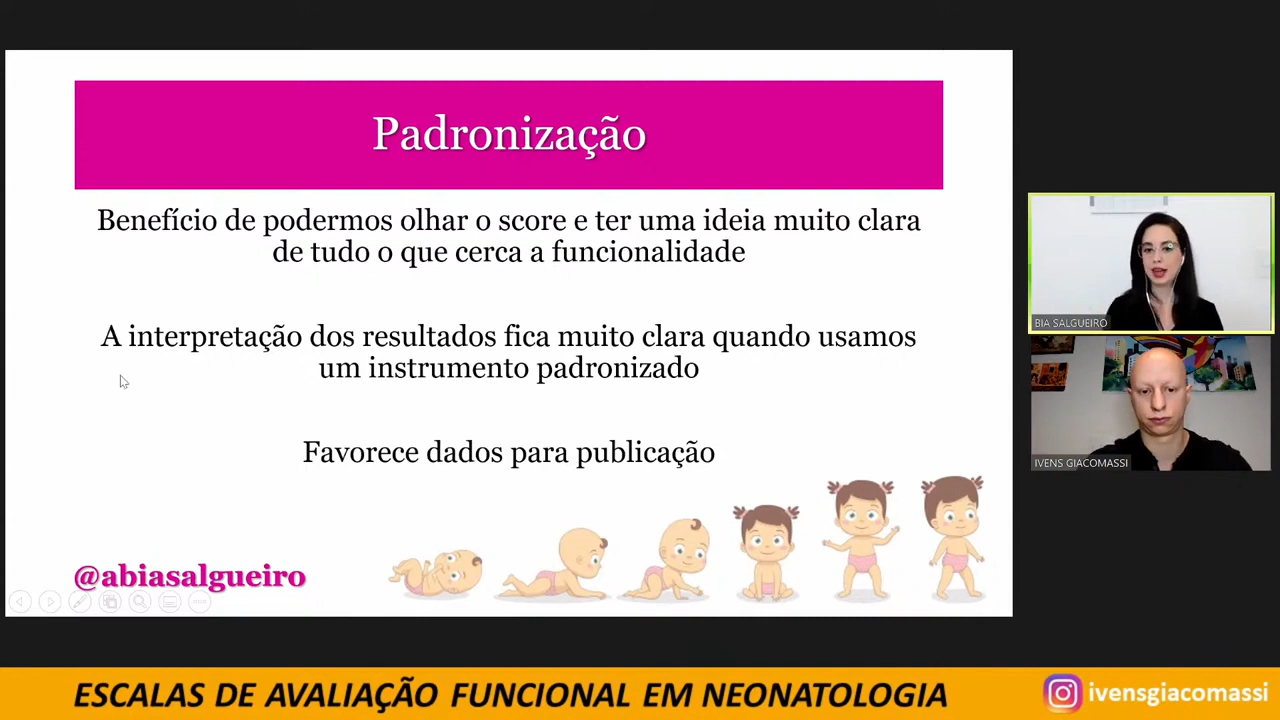 Padronização
Benefício de podermos olhar o score e ter uma ideia muito clara
de tudo o que cerca a funcionalidade
A interpretação dos resultados fica muito clara quando usamos
um instrumento padronizado
Favorece dados para publicação
@abiasalgueiro
BIA SALGUEIRO
IVENS GIACOMASSI
ESCALAS DE AVALIAÇÃO FUNCIONAL EM NEONATOLOGIA
ivensgiacomassi